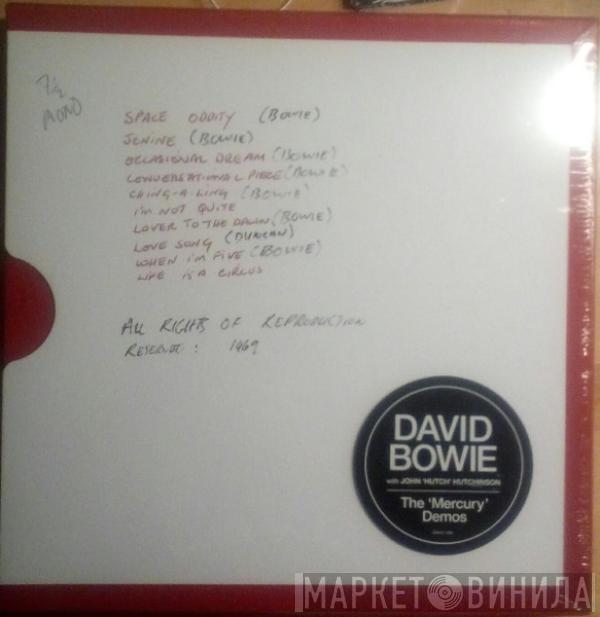 7½
MONO
SPACE ODDITY (BOWIE)
JENINE (BOWIE)
OCCASIONAL DREAM (BOWIE)
CONVERSATIONAL PIECE (BOWIE)
CHING-A-LING (BOWIE)
I'M NOT QUITE
LOVER TO THE DAWN (BOWIE)
LOVE SONG (DUNCAN)
WHEN I'M FIVE (BOWIE)
LIFE IS A CIRCUS
ALL RIGHTS OF REPRODUCTION
RESERVE : 1969
DAVID
BOWIE
with JOHN 'HUTCH' HUTCHINSON
The 'Mercury'
Demos
МАРКЕТ ВИНИЛА